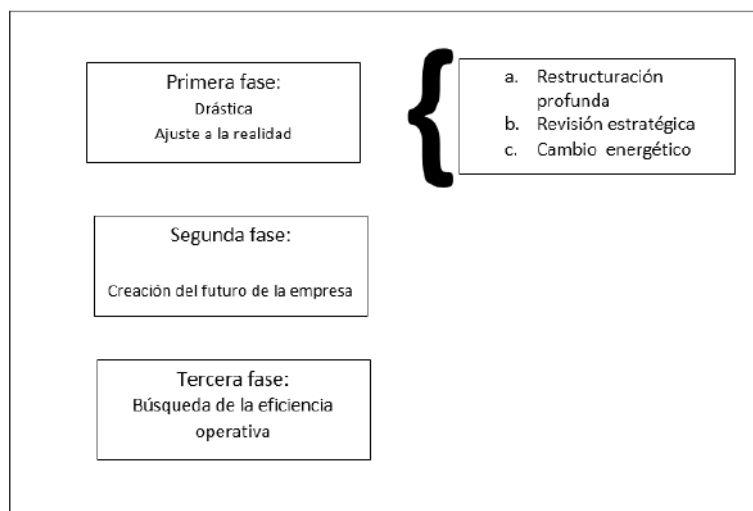 Primera fase:
Drástica
Ajuste a la realidad
a. Restructuración
profunda
b. Revisión estratégica
c. Cambio energético
Segunda fase:
Creación del futuro de la empresa
Tercera fase:
Búsqueda de la eficiencia
operativa